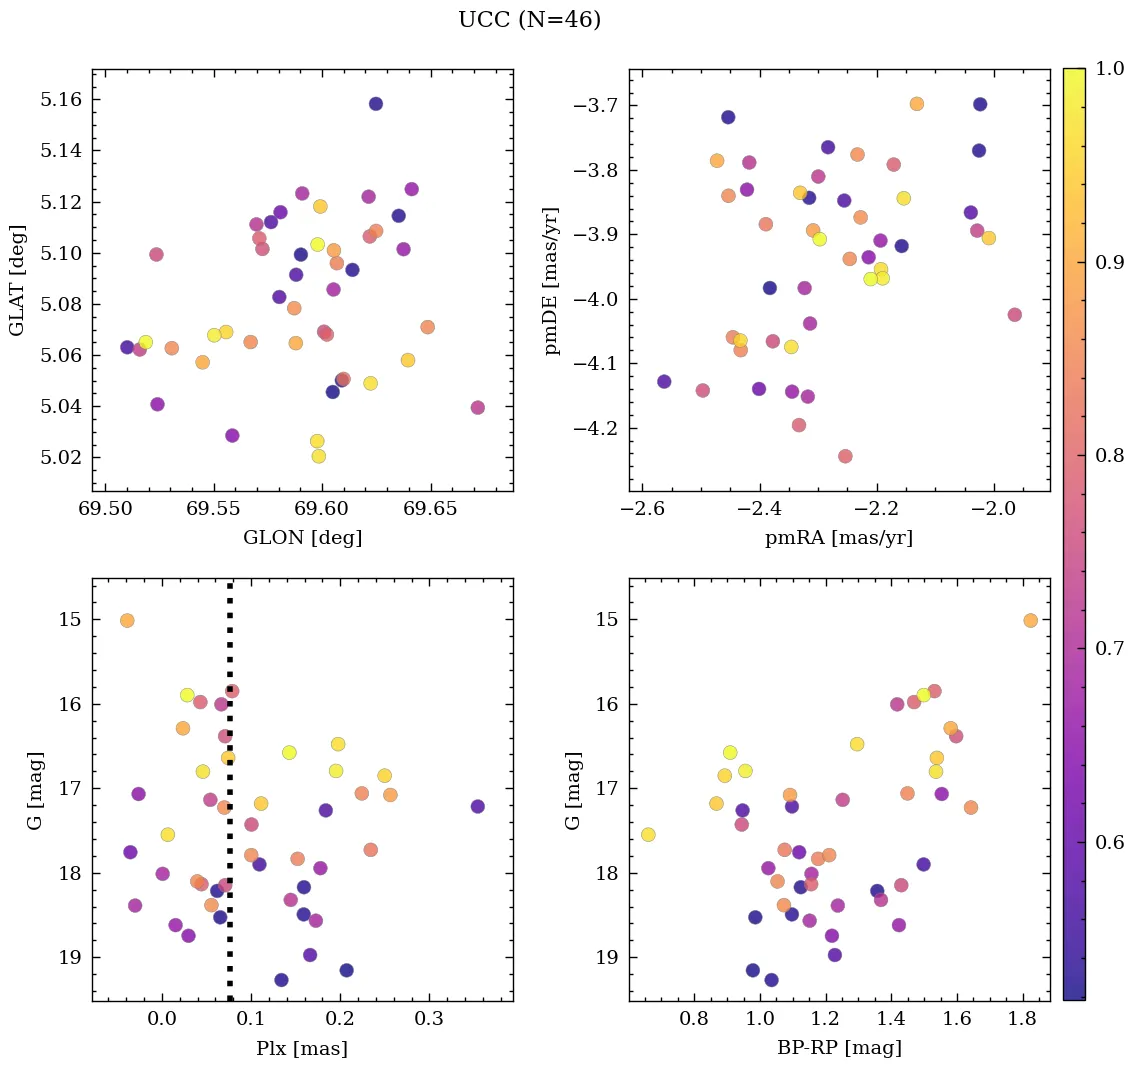 UCC (N=46)
5.16
5.14
5.12
5.10
5.08
5.06
5.04
5.02
GLAT [deg]
69.50 69.55 69.60 69.65
GLON [deg]
−3.7
−3.8
−3.9
−4.0
−4.1
−4.2
pmDE [mas/yr]
−2.6 −2.4 −2.2 −2.0
pmRA [mas/yr]
1.0
0.9
0.8
0.7
0.6
15
16
17
18
19
G [mag]
0.0 0.1 0.2 0.3
Plx [mas]
15
16
17
18
19
G [mag]
0.8 1.0 1.2 1.4 1.6 1.8
BP-RP [mag]